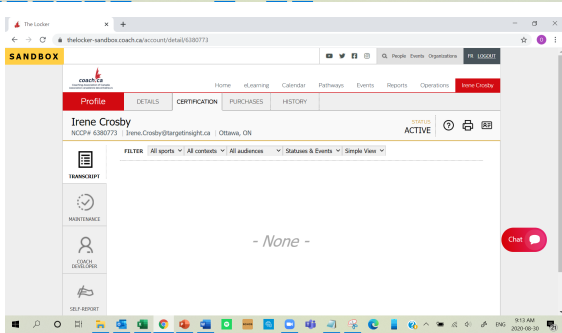 The Locker
thelocker-sandbox.coach.ca/account/detail/6380773
SANDBOX
People Events Organizations
FR LOGOUT
coach.ca
Home eLearning Calendar Pathways Events Reports Operations Irene Crosby
Profile DETAILS CERTIFICATION PURCHASES HISTORY
Irene Crosby
NCCP# 6380773 | Irene.Crosby@targetinsight.ca | Ottawa, ON
STATUS
ACTIVE
FILTER All sports All contexts All audiences Statuses & Events Simple View
TRANSCRIPT
MAINTENANCE
- None -
Chat
COACH
DEVELOPER
SELF-REPORT
ENG
9:13 AM
2020-08-30